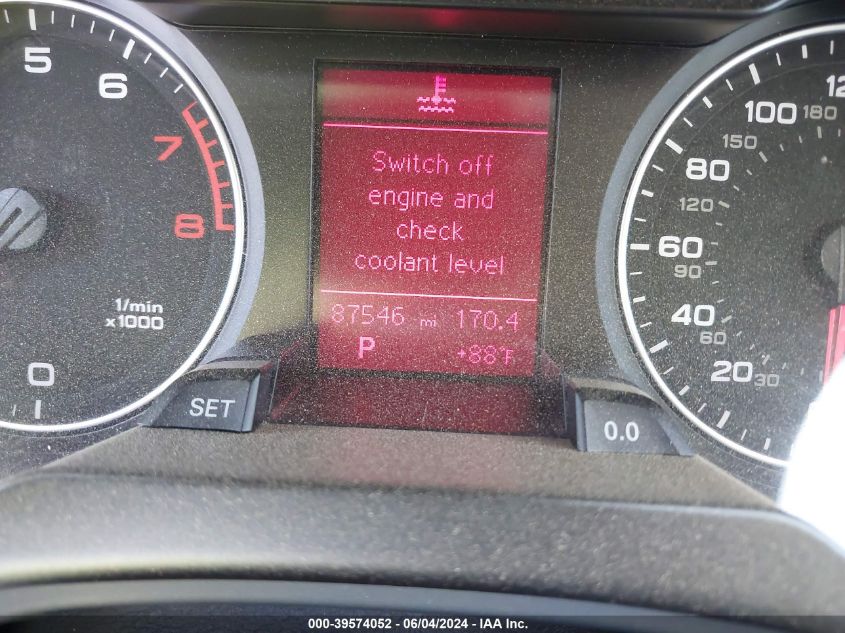 5
6
7
8
1/min
x1000
0
SET
Switch off
engine and
check
coolant level
87546 mi 170.4
P +88°F
0.0
120
100 180
150
80
120
60
90
40
60
20 30
000-39574052 - 06/04/2024 - IAA Inc.